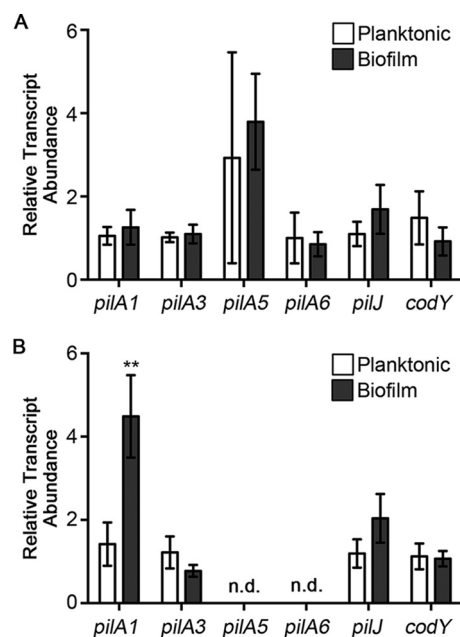 A
Relative Transcript
Abundance
6
4
2
0
Planktonic
Biofilm
pilA1 pilA3 pilA5 pilA6 pilJ codY
B
Relative Transcript
Abundance
6
4
2
0
Planktonic
Biofilm
**
n.d. n.d.
pilA1 pilA3 pilA5 pilA6 pilJ codY